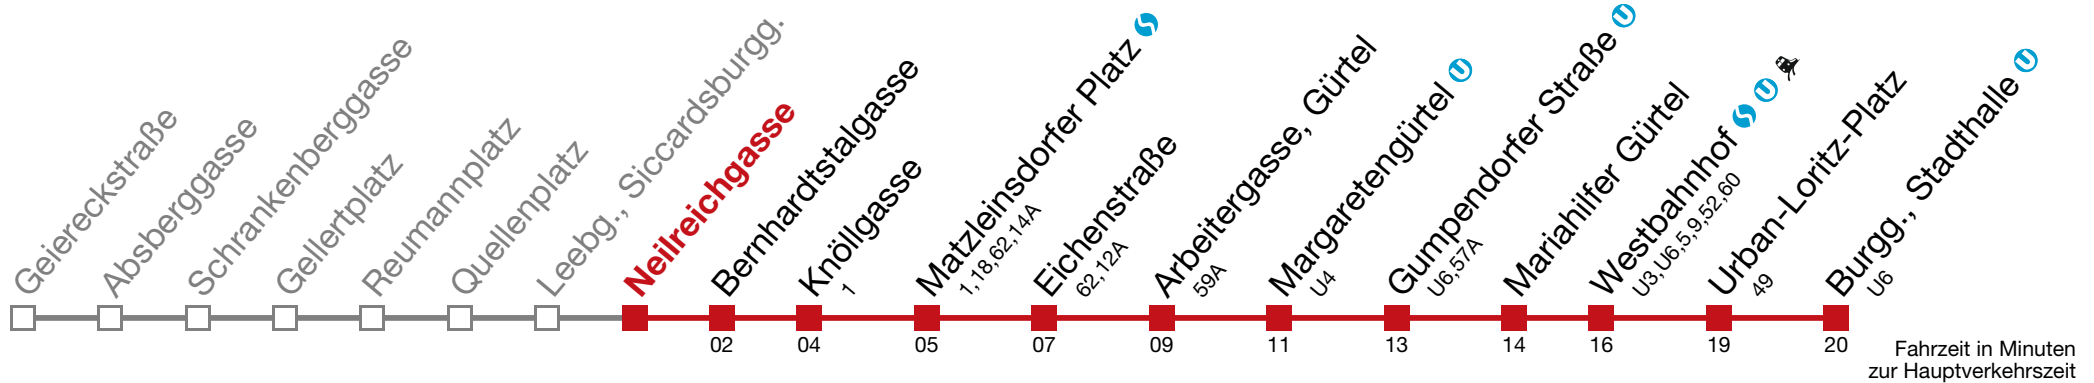 Geiereckstraße
Absberggasse
Schrankenberggasse
Gellertplatz
Reumannplatz
Quellenplatz
Leebg., Siccardsburgg.
Neilreichgasse
Bernhardtstalgasse
Knöllgasse
1
Matzleinsdorfer Platz
1,18,62,14A
Eichenstraße
62,12A
Arbeitergasse, Gürtel
59A
Margaretengürtel
U4
Gumpendorfer Straße
U6,57A
Mariahilfer Gürtel
Westbahnhof
U3,U6,5,9,52,60
Urban-Loritz-Platz
49
Burgg., Stadthalle
U6
02 04 05 07 09 11 13 14 16 19 20
Fahrzeit in Minuten
zur Hauptverkehrszeit